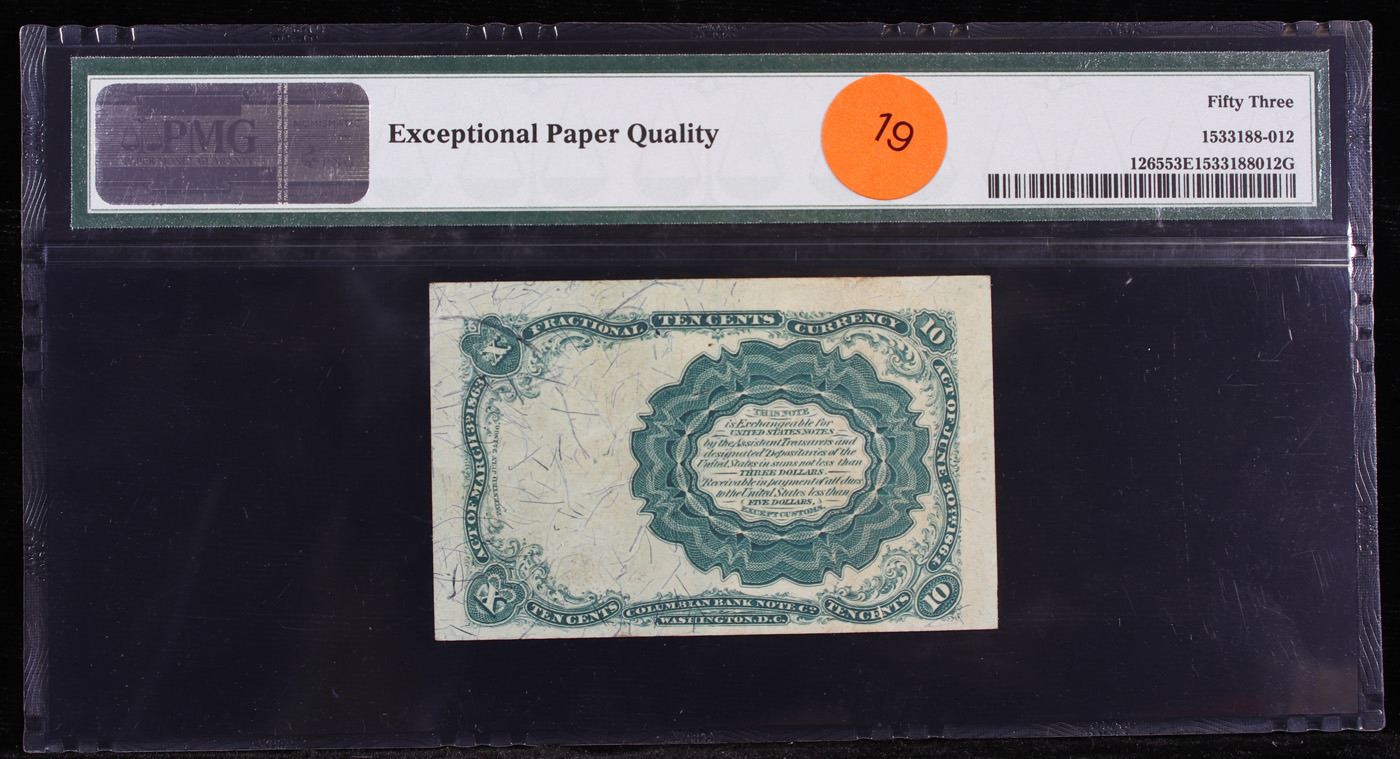 PMG
Exceptional Paper Quality
19
Fifty Three
1533188-012
126553E1533188012G
FRACTIONAL TEN CENTS CURRENCY
X
10
ACT OF MARCH 3RD. 1863.
ACT OF JUNE 30TH. 1864.
THIS NOTE
is Exchangeable for
UNITED STATES NOTES
by the Assistant Treasurers and
designated Depositaries of the
United States in sums not less than
THREE DOLLARS.
Receivable in payment of all dues
to the United States less than
FIVE DOLLARS,
EXCEPT CUSTOMS.
X
10
TEN CENTS COLUMBIAN BANK NOTE CO. TEN CENTS
WASHINGTON. D.C.